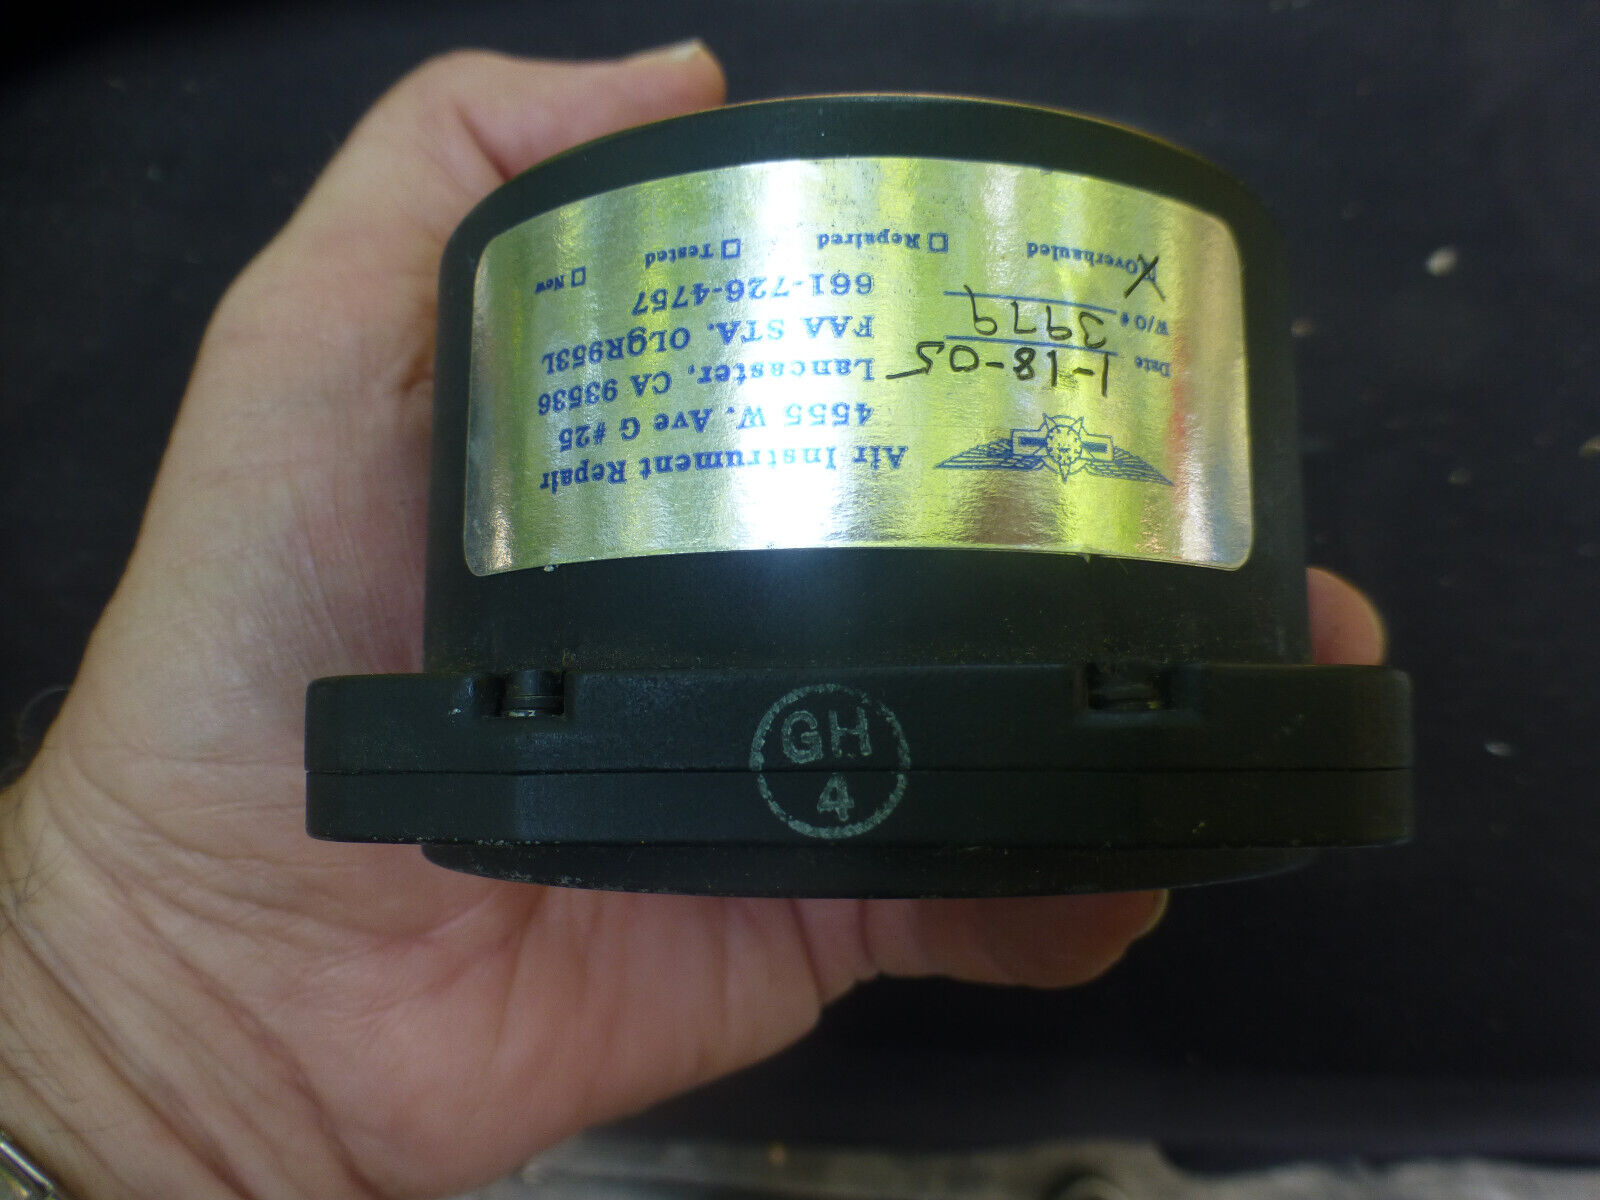 Air Instrument Repair
4555 W. Ave G #25
Lancaster, CA 93536
FAA STA. OLgR953L
661-726-4757
Date 1-18-05
W/O # 3979
Overhauled
Repaired
Tested
New
GH
4